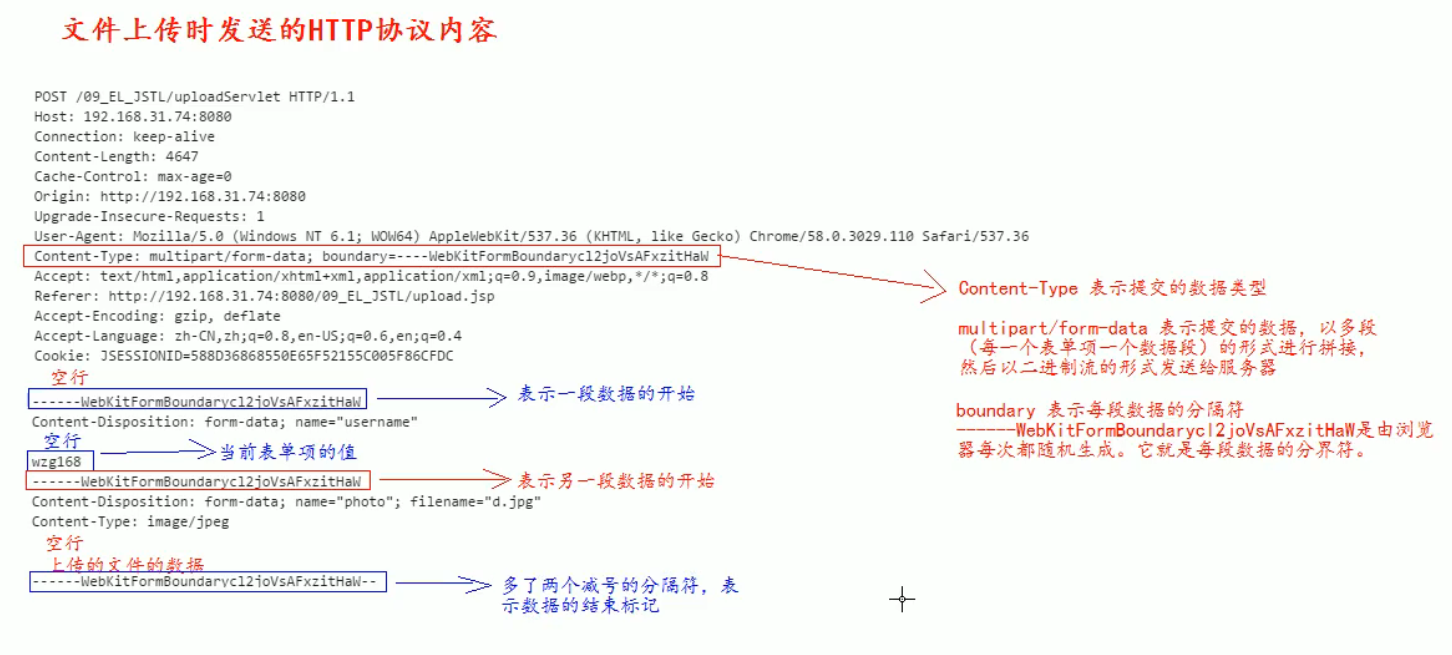 文件上传时发送的HTTP协议内容
POST /09_EL_JSTL/uploadServlet HTTP/1.1
Host: 192.168.31.74:8080
Connection: keep-alive
Content-Length: 4647
Cache-Control: max-age=0
Origin: http://192.168.31.74:8080
Upgrade-Insecure-Requests: 1
User-Agent: Mozilla/5.0 (Windows NT 6.1; WOW64) AppleWebKit/537.36 (KHTML, like Gecko) Chrome/58.0.3029.110 Safari/537.36
Content-Type: multipart/form-data; boundary=----WebKitFormBoundarycl2joVsAFxzitHaW
Accept: text/html,application/xhtml+xml,application/xml;q=0.9,image/webp,*/*;q=0.8
Referer: http://192.168.31.74:8080/09_EL_JSTL/upload.jsp
Accept-Encoding: gzip, deflate
Accept-Language: zh-CN,zh;q=0.8,en-US;q=0.6,en;q=0.4
Cookie: JSESSIONID=588D36868550E65F52155C005F86CFDC
空行
------WebKitFormBoundarycl2joVsAFxzitHaW
表示一段数据的开始
Content-Disposition: form-data; name="username"
空行
wzg168
当前表单项的值
------WebKitFormBoundarycl2joVsAFxzitHaW
表示另一段数据的开始
Content-Disposition: form-data; name="photo"; filename="d.jpg"
Content-Type: image/jpeg
空行
上传的文件的数据
------WebKitFormBoundarycl2joVsAFxzitHaW--
多了两个减号的分隔符，表
示数据的结束标记
Content-Type 表示提交的数据类型
multipart/form-data 表示提交的数据，以多段
（每一个表单项一个数据段）的形式进行拼接，
然后以二进制流的形式发送给服务器
boundary 表示每段数据的分隔符
------WebKitFormBoundarycl2joVsAFxzitHaW是由浏览
器每次都随机生成。它就是每段数据的分界符。